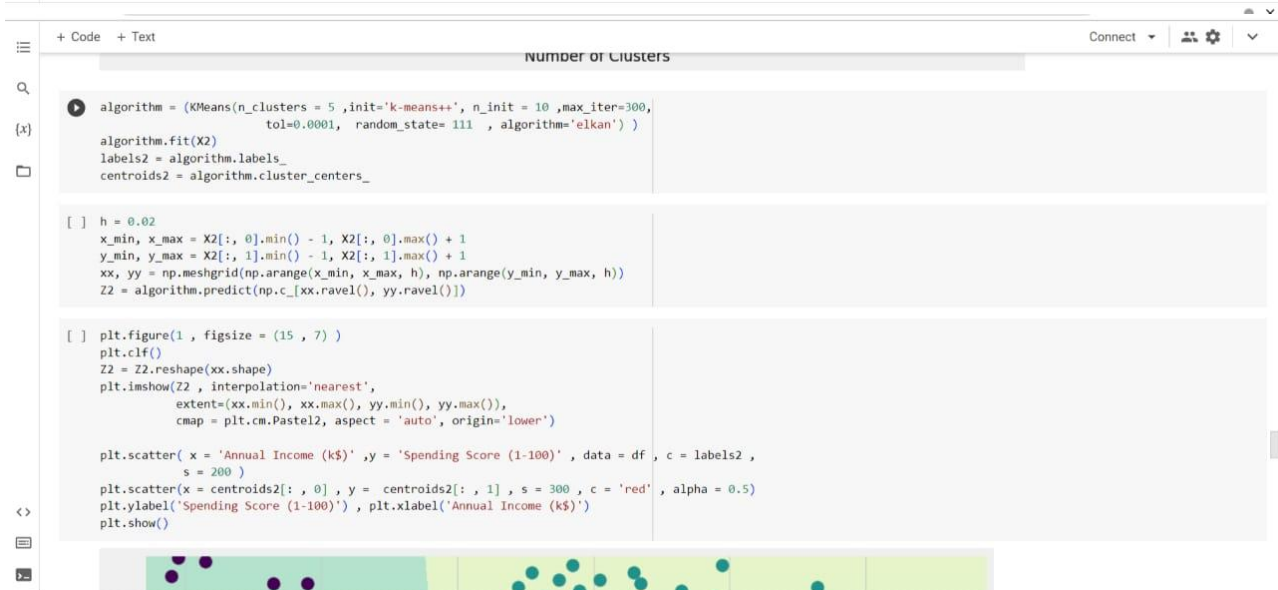 + Code + Text
Connect
Number of Clusters
{x}
algorithm = (KMeans(n_clusters = 5 ,init='k-means++', n_init = 10 ,max_iter=300,
tol=0.0001, random_state= 111 , algorithm='elkan') )
algorithm.fit(X2)
labels2 = algorithm.labels_
centroids2 = algorithm.cluster_centers_
[ ] h = 0.02
x_min, x_max = X2[:, 0].min() - 1, X2[:, 0].max() + 1
y_min, y_max = X2[:, 1].min() - 1, X2[:, 1].max() + 1
xx, yy = np.meshgrid(np.arange(x_min, x_max, h), np.arange(y_min, y_max, h))
Z2 = algorithm.predict(np.c_[xx.ravel(), yy.ravel()])
[ ] plt.figure(1 , figsize = (15 , 7) )
plt.clf()
Z2 = Z2.reshape(xx.shape)
plt.imshow(Z2 , interpolation='nearest',
extent=(xx.min(), xx.max(), yy.min(), yy.max()),
cmap = plt.cm.Pastel2, aspect = 'auto', origin='lower')
plt.scatter( x = 'Annual Income (k$)' ,y = 'Spending Score (1-100)' , data = df , c = labels2 ,
s = 200 )
plt.scatter(x = centroids2[: , 0] , y = centroids2[: , 1] , s = 300 , c = 'red' , alpha = 0.5)
plt.ylabel('Spending Score (1-100)') , plt.xlabel('Annual Income (k$)')
plt.show()